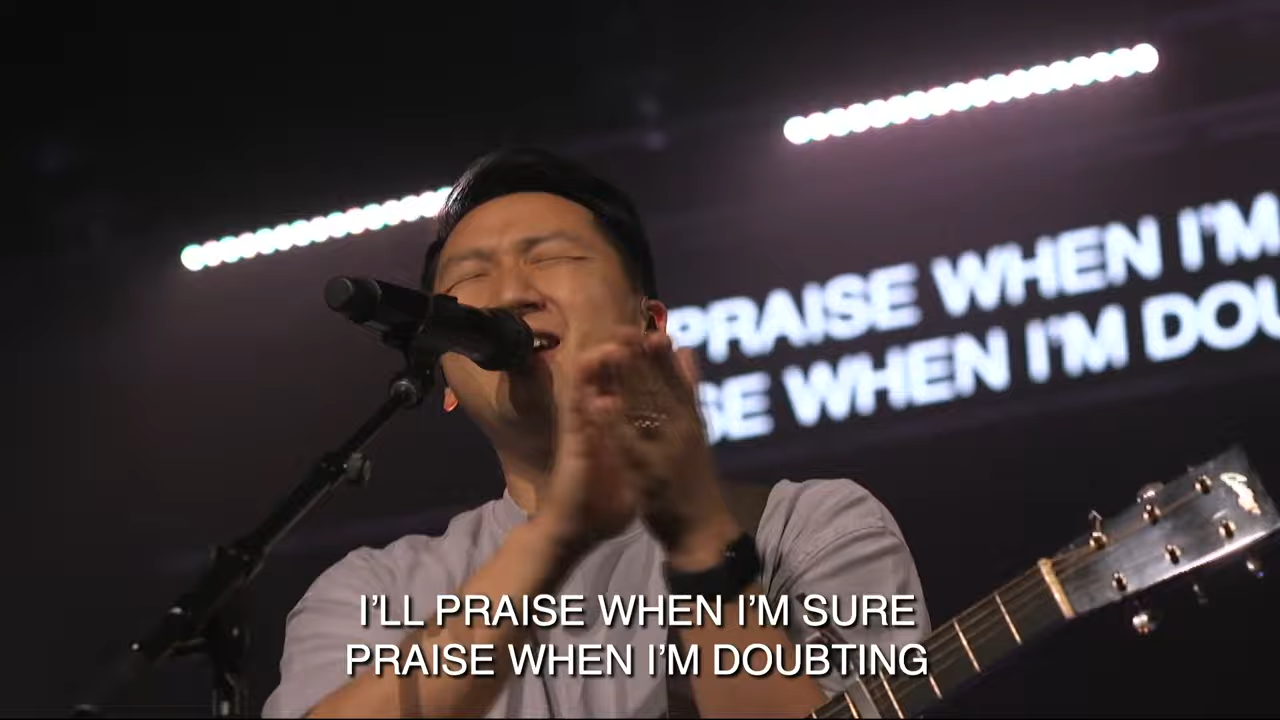 PRAISE WHEN I'M
SE WHEN I'M DOU
I'LL PRAISE WHEN I'M SURE
PRAISE WHEN I'M DOUBTING